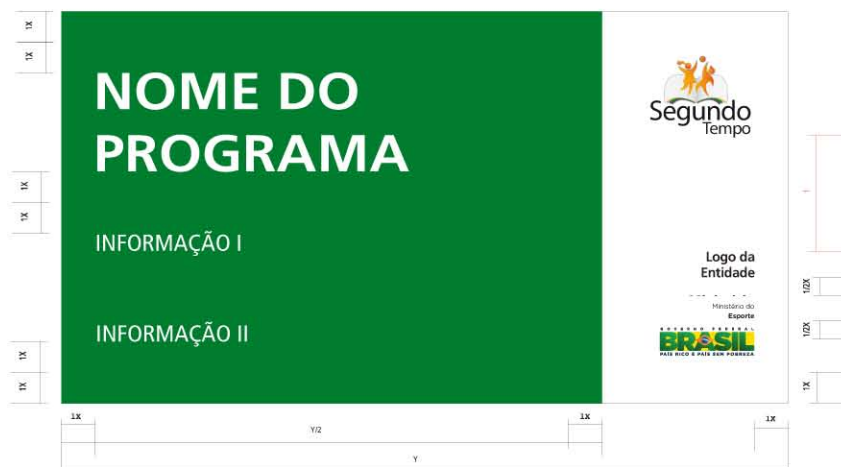 1X
1X
NOME DO
PROGRAMA
Segundo
Tempo
1X
1X
INFORMAÇÃO I
Logo da
Entidade
1/2X
Ministério do
Esporte
INFORMAÇÃO II
GOVERNO FEDERAL
BRASIL
PAÍS RICO É PAÍS SEM POBREZA
1/2X
1X
1X
1X
1X
Y/2
1X
1X
Y